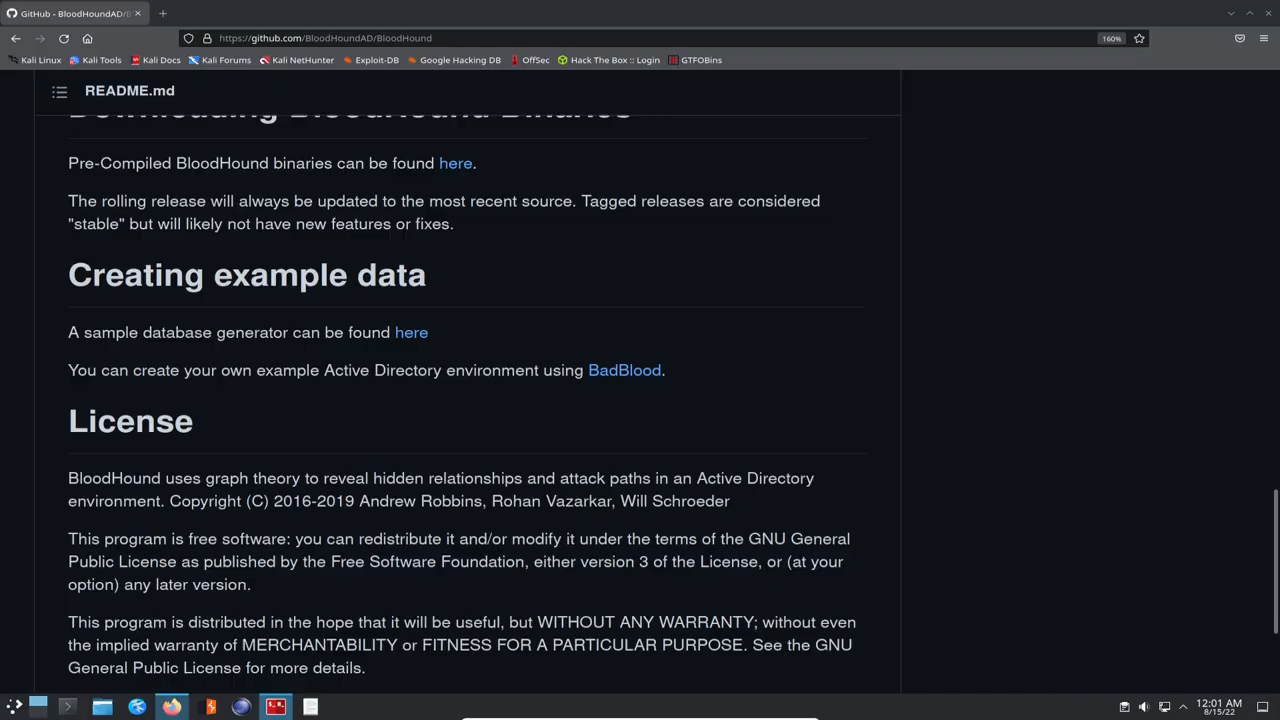 GitHub - BloodHoundAD/B
https://github.com/BloodHoundAD/BloodHound
160%
Kali Linux
Kali Tools
Kali Docs
Kali Forums
Kali NetHunter
Exploit-DB
Google Hacking DB
OffSec
Hack The Box :: Login
GTFOBins
README.md
Downloading BloodHound Binaries
Pre-Compiled BloodHound binaries can be found here.
The rolling release will always be updated to the most recent source. Tagged releases are considered
"stable" but will likely not have new features or fixes.
Creating example data
A sample database generator can be found here
You can create your own example Active Directory environment using BadBlood.
License
BloodHound uses graph theory to reveal hidden relationships and attack paths in an Active Directory
environment. Copyright (C) 2016-2019 Andrew Robbins, Rohan Vazarkar, Will Schroeder
This program is free software: you can redistribute it and/or modify it under the terms of the GNU General
Public License as published by the Free Software Foundation, either version 3 of the License, or (at your
option) any later version.
This program is distributed in the hope that it will be useful, but WITHOUT ANY WARRANTY; without even
the implied warranty of MERCHANTABILITY or FITNESS FOR A PARTICULAR PURPOSE. See the GNU
General Public License for more details.
12:01 AM
8/15/22